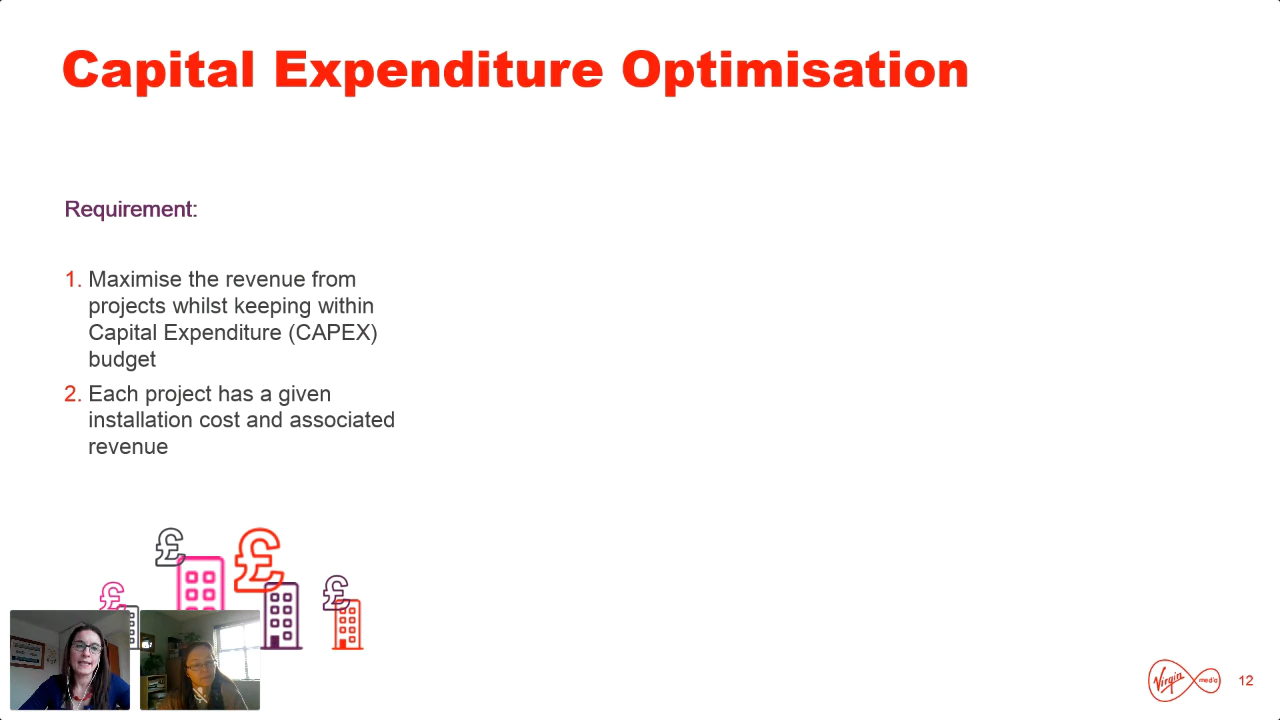 Capital Expenditure Optimisation
Requirement:
1. Maximise the revenue from
projects whilst keeping within
Capital Expenditure (CAPEX)
budget
2. Each project has a given
installation cost and associated
revenue
£
£
£
£
Virgin media
12